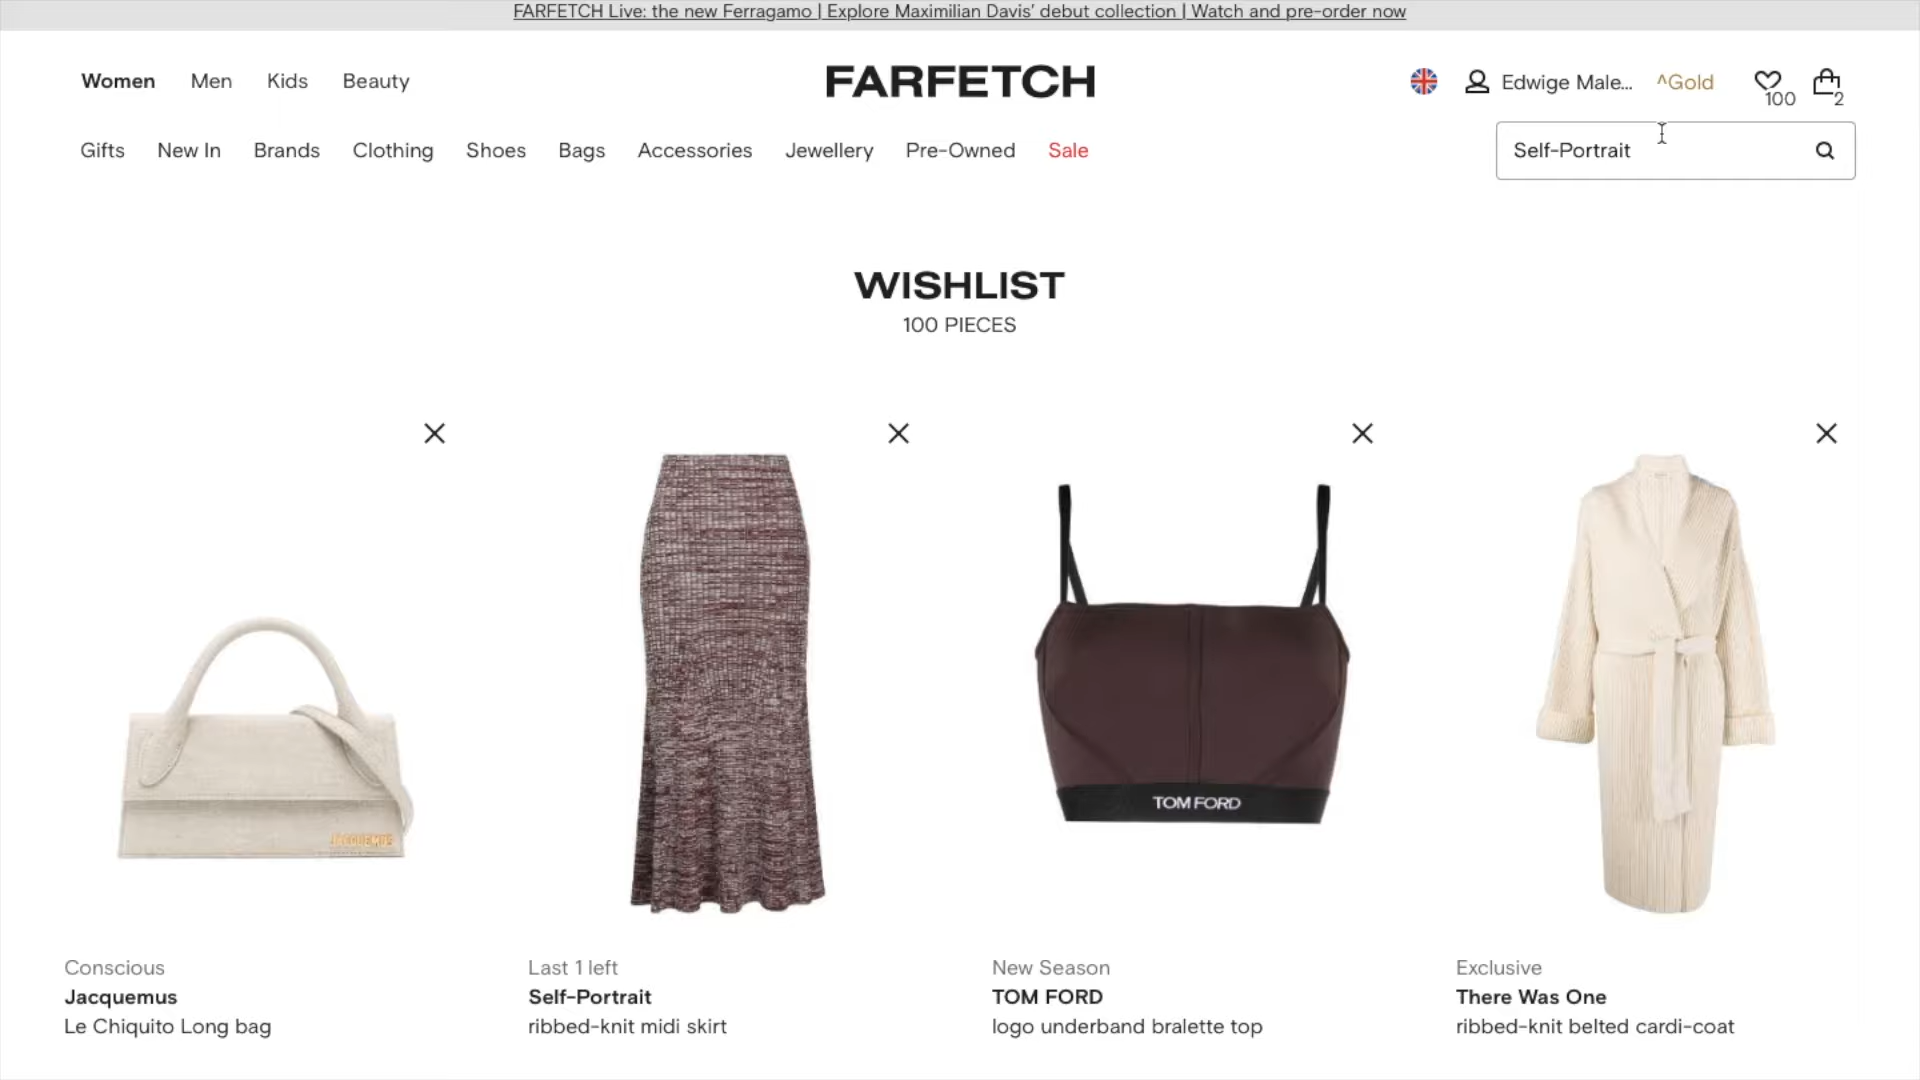 FARFETCH Live: the new Ferragamo | Explore Maximilian Davis' debut collection | Watch and pre-order now
Women Men Kids Beauty
FARFETCH
Edwige Male... ^Gold 100 2
Gifts New In Brands Clothing Shoes Bags Accessories Jewellery Pre-Owned Sale
Self-Portrait
WISHLIST
100 PIECES
JACQUEMUS
TOM FORD
Conscious
Jacquemus
Le Chiquito Long bag
Last 1 left
Self-Portrait
ribbed-knit midi skirt
New Season
TOM FORD
logo underband bralette top
Exclusive
There Was One
ribbed-knit belted cardi-coat